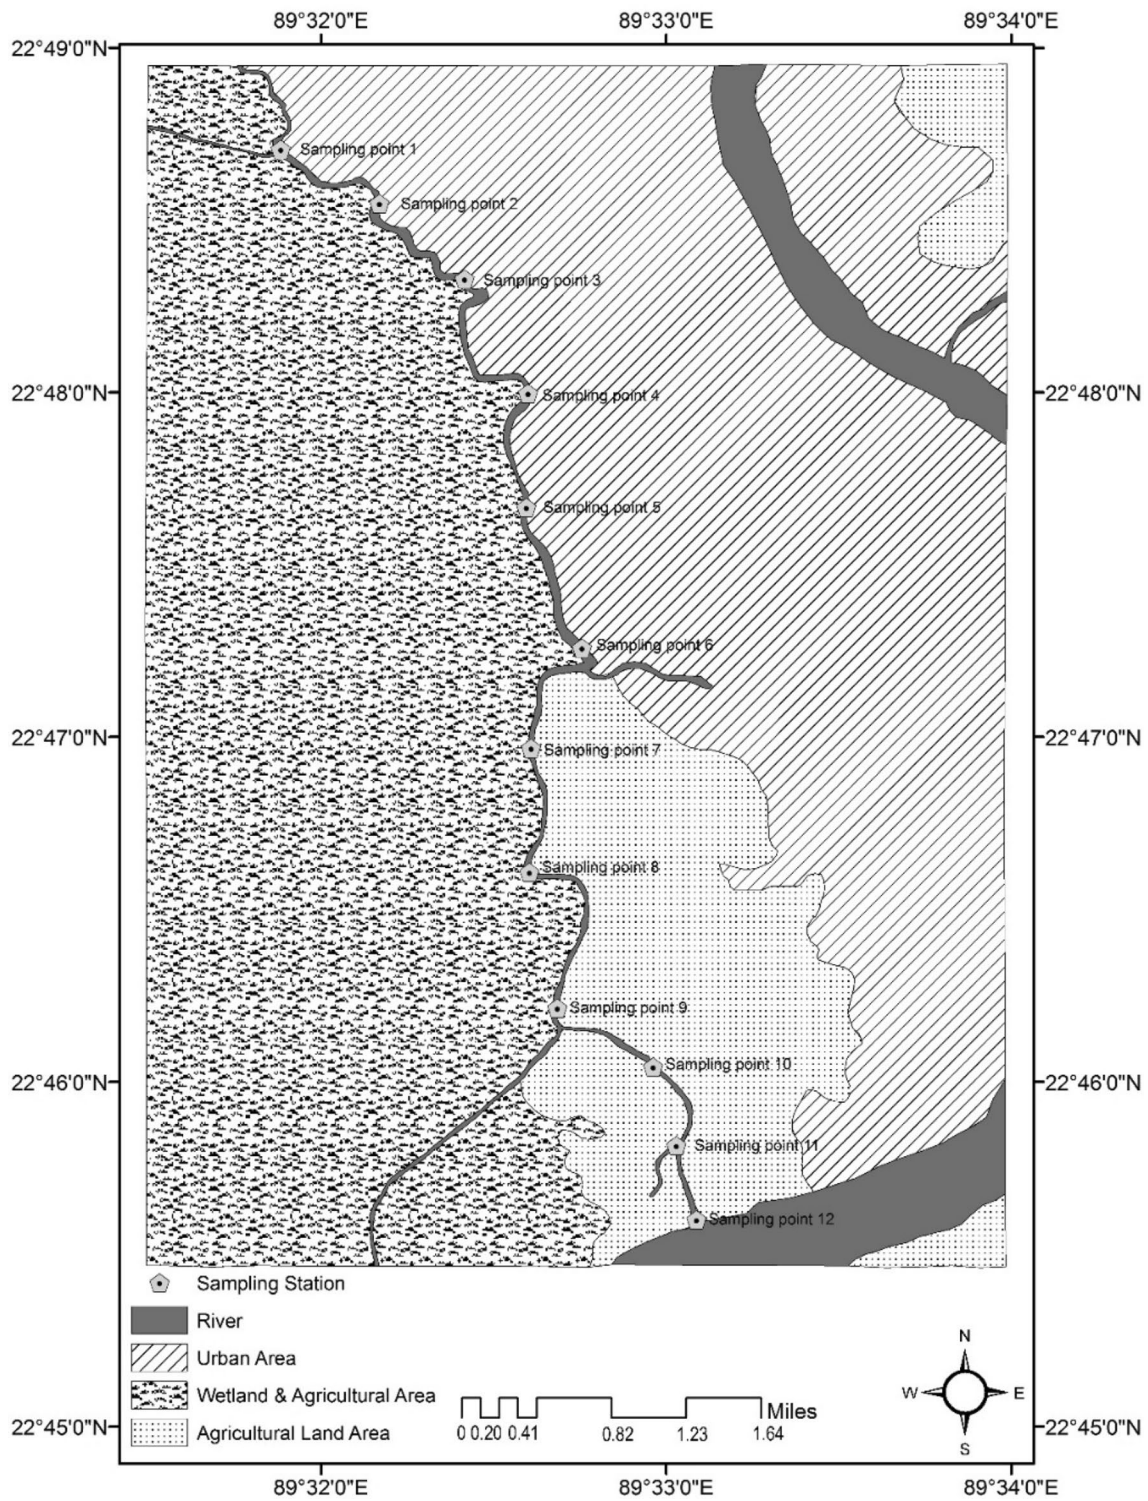 89°32'0"E 89°33'0"E 89°34'0"E
22°49'0"N
Sampling point 1
Sampling point 2
Sampling point 3
22°48'0"N 22°48'0"N
Sampling point 4
Sampling point 5
Sampling point 6
22°47'0"N 22°47'0"N
Sampling point 7
Sampling point 8
Sampling point 9
Sampling point 10
22°46'0"N 22°46'0"N
Sampling point 11
Sampling point 12
Sampling Station
River
Urban Area
Wetland & Agricultural Area
Agricultural Land Area
Miles
0 0.20 0.41 0.82 1.23 1.64
N
W E
S
22°45'0"N 22°45'0"N
89°32'0"E 89°33'0"E 89°34'0"E